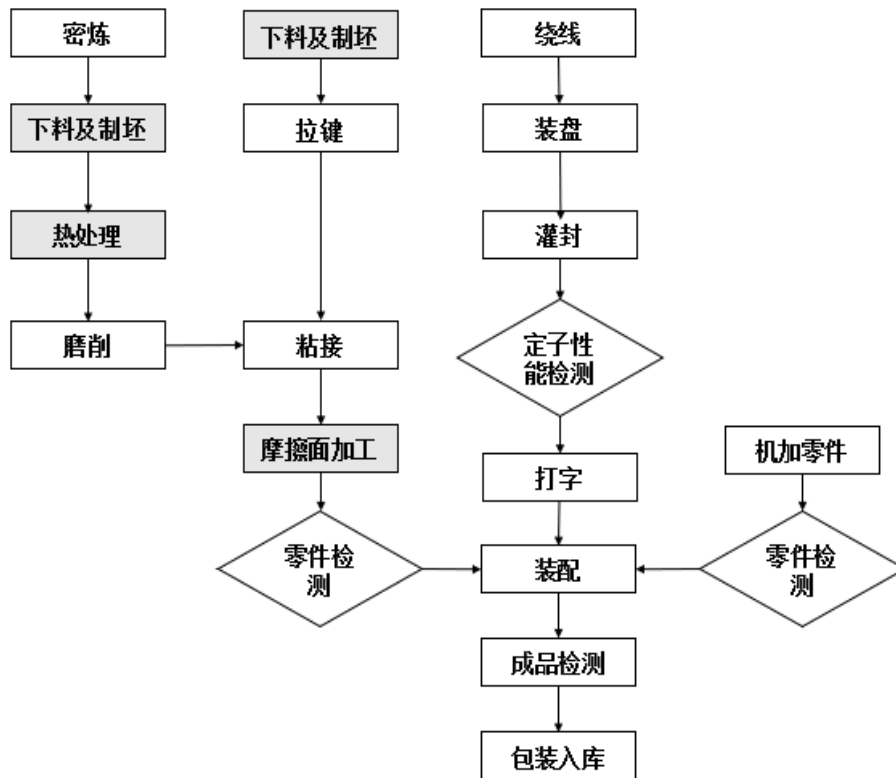 密炼
下料及制坯
绕线
下料及制坯
拉键
装盘
热处理
灌封
磨削
粘接
定子性
能检测
摩擦面加工
打字
机加零件
零件检
测
装配
零件检
测
成品检测
包装入库